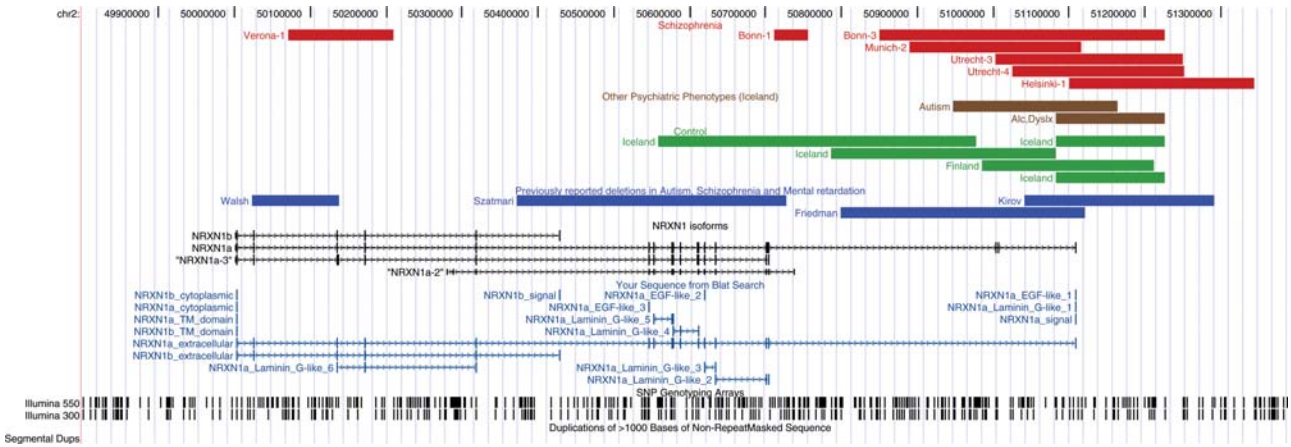 chr2: 49900000 50000000 50100000 50200000 50300000 50400000 50500000 50600000 50700000 50800000 50900000 51000000 51100000 51200000 51300000
Schizophrenia
Verona-1 Bonn-1 Bonn-3
Munich-2
Utrecht-3
Utrecht-4
Helsinki-1
Other Psychiatric Phenotypes (Iceland)
Autism
Alc,Dyslx
Control
Iceland Iceland
Iceland
Finland
Iceland
Previously reported deletions in Autism, Schizophrenia and Mental retardation
Walsh Szatmari Kirov
Friedman
NRXN1 isoforms
NRXN1b
NRXN1a
"NRXN1a-3"
"NRXN1a-2"
Your Sequence from Blat Search
NRXN1b_cytoplasmic NRXN1b_signal NRXN1a_EGF-like_2 NRXN1a_EGF-like_1
NRXN1a_cytoplasmic NRXN1a_EGF-like_3 NRXN1a_Laminin_G-like_1
NRXN1a_TM_domain NRXN1a_Laminin_G-like_5 NRXN1a_signal
NRXN1b_TM_domain NRXN1a_Laminin_G-like_4
NRXN1a_extracellular
NRXN1b_extracellular
NRXN1a_Laminin_G-like_6 NRXN1a_Laminin_G-like_3
NRXN1a_Laminin_G-like_2
SNP Genotyping Arrays
Illumina 550
Illumina 300
Duplications of >1000 Bases of Non-RepeatMasked Sequence
Segmental Dups